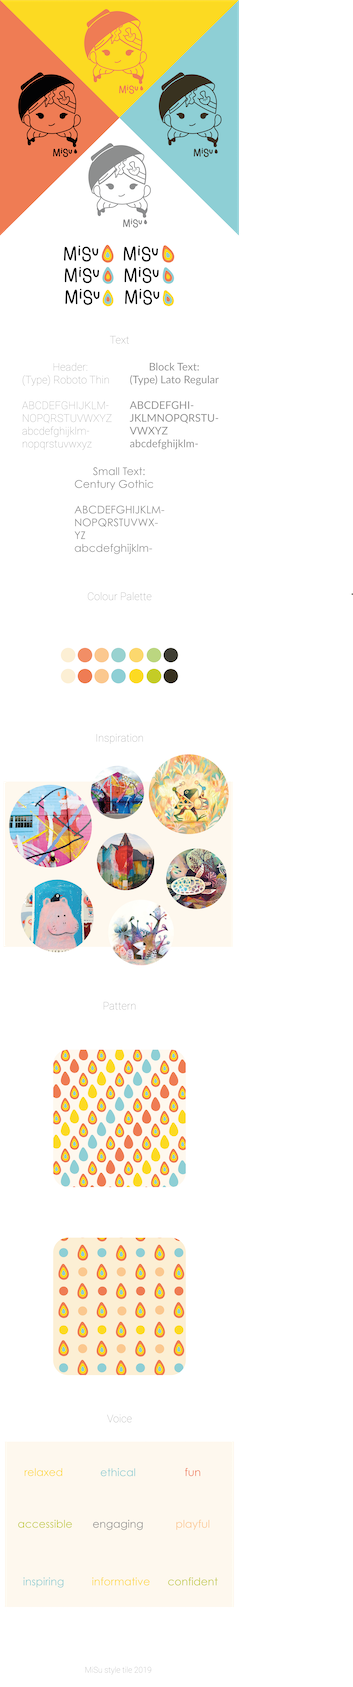 MiSu
MiSu
MiSu
MiSu
MiSu MiSu
MiSu MiSu
MiSu MiSu
Text
Header:
(Type) Roboto Thin
ABCDEFGHIJKLM-
NOPQRSTUVWXYZ
abcdefghijklm-
nopqrstuvwxyz
Block Text:
(Type) Lato Regular
ABCDEFGHI-
JKLMNOPQRSTU-
VWXYZ
abcdefghijklm-
Small Text:
Century Gothic
ABCDEFGHIJKLM-
NOPQRSTUVWX-
YZ
abcdefghijklm-
Colour Palette
Inspiration
Pattern
Voice
relaxed ethical fun
accessible engaging playful
inspiring informative confident
MiSu style tile 2019